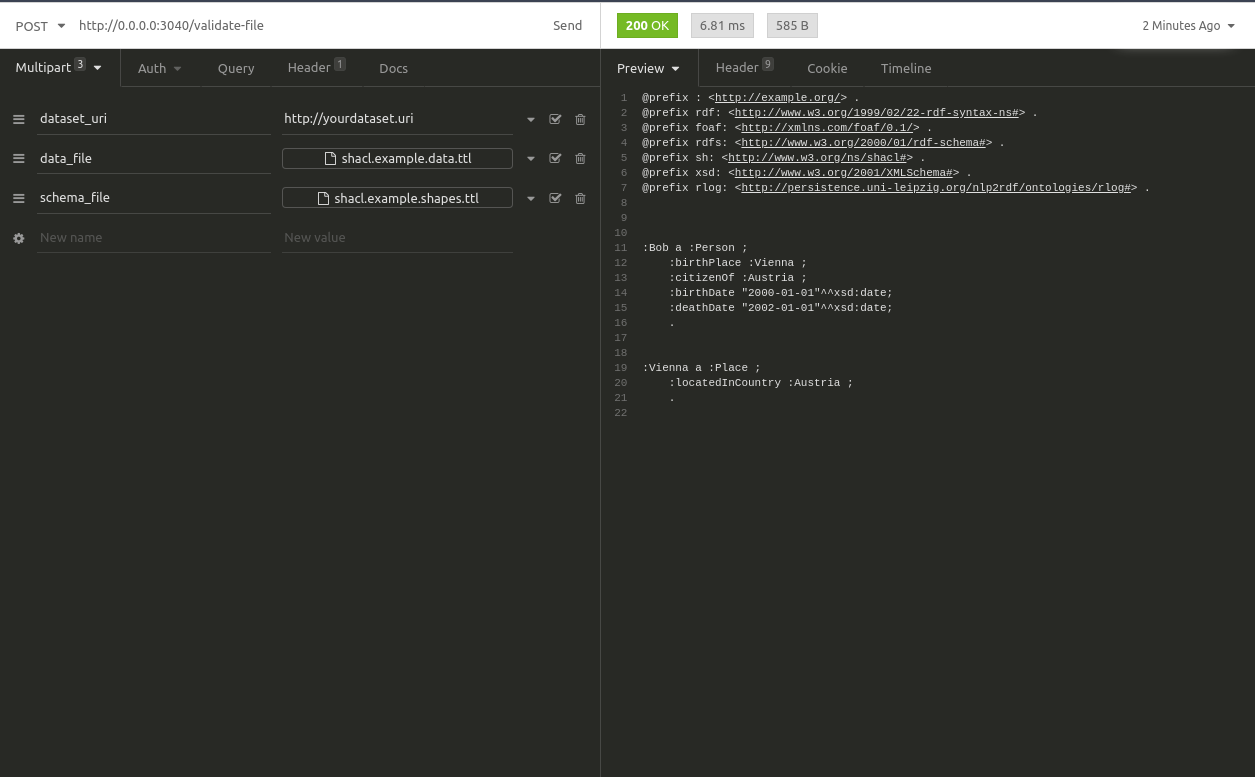 POST http://0.0.0.0:3040/validate-file Send
200 OK 6.81 ms 585 B 2 Minutes Ago
Multipart 3 Auth Query Header 1 Docs
Preview Header 9 Cookie Timeline
dataset_uri http://yourdataset.uri
data_file shacl.example.data.ttl
schema_file shacl.example.shapes.ttl
New name New value
1 @prefix : <http://example.org/> .
2 @prefix rdf: <http://www.w3.org/1999/02/22-rdf-syntax-ns#> .
3 @prefix foaf: <http://xmlns.com/foaf/0.1/> .
4 @prefix rdfs: <http://www.w3.org/2000/01/rdf-schema#> .
5 @prefix sh: <http://www.w3.org/ns/shacl#> .
6 @prefix xsd: <http://www.w3.org/2001/XMLSchema#> .
7 @prefix rlog: <http://persistence.uni-leipzig.org/nlp2rdf/ontologies/rlog#> .
8
9
10
11 :Bob a :Person ;
12 :birthPlace :Vienna ;
13 :citizenOf :Austria ;
14 :birthDate "2000-01-01"^^xsd:date;
15 :deathDate "2002-01-01"^^xsd:date;
16 .
17
18
19 :Vienna a :Place ;
20 :locatedInCountry :Austria ;
21 .
22